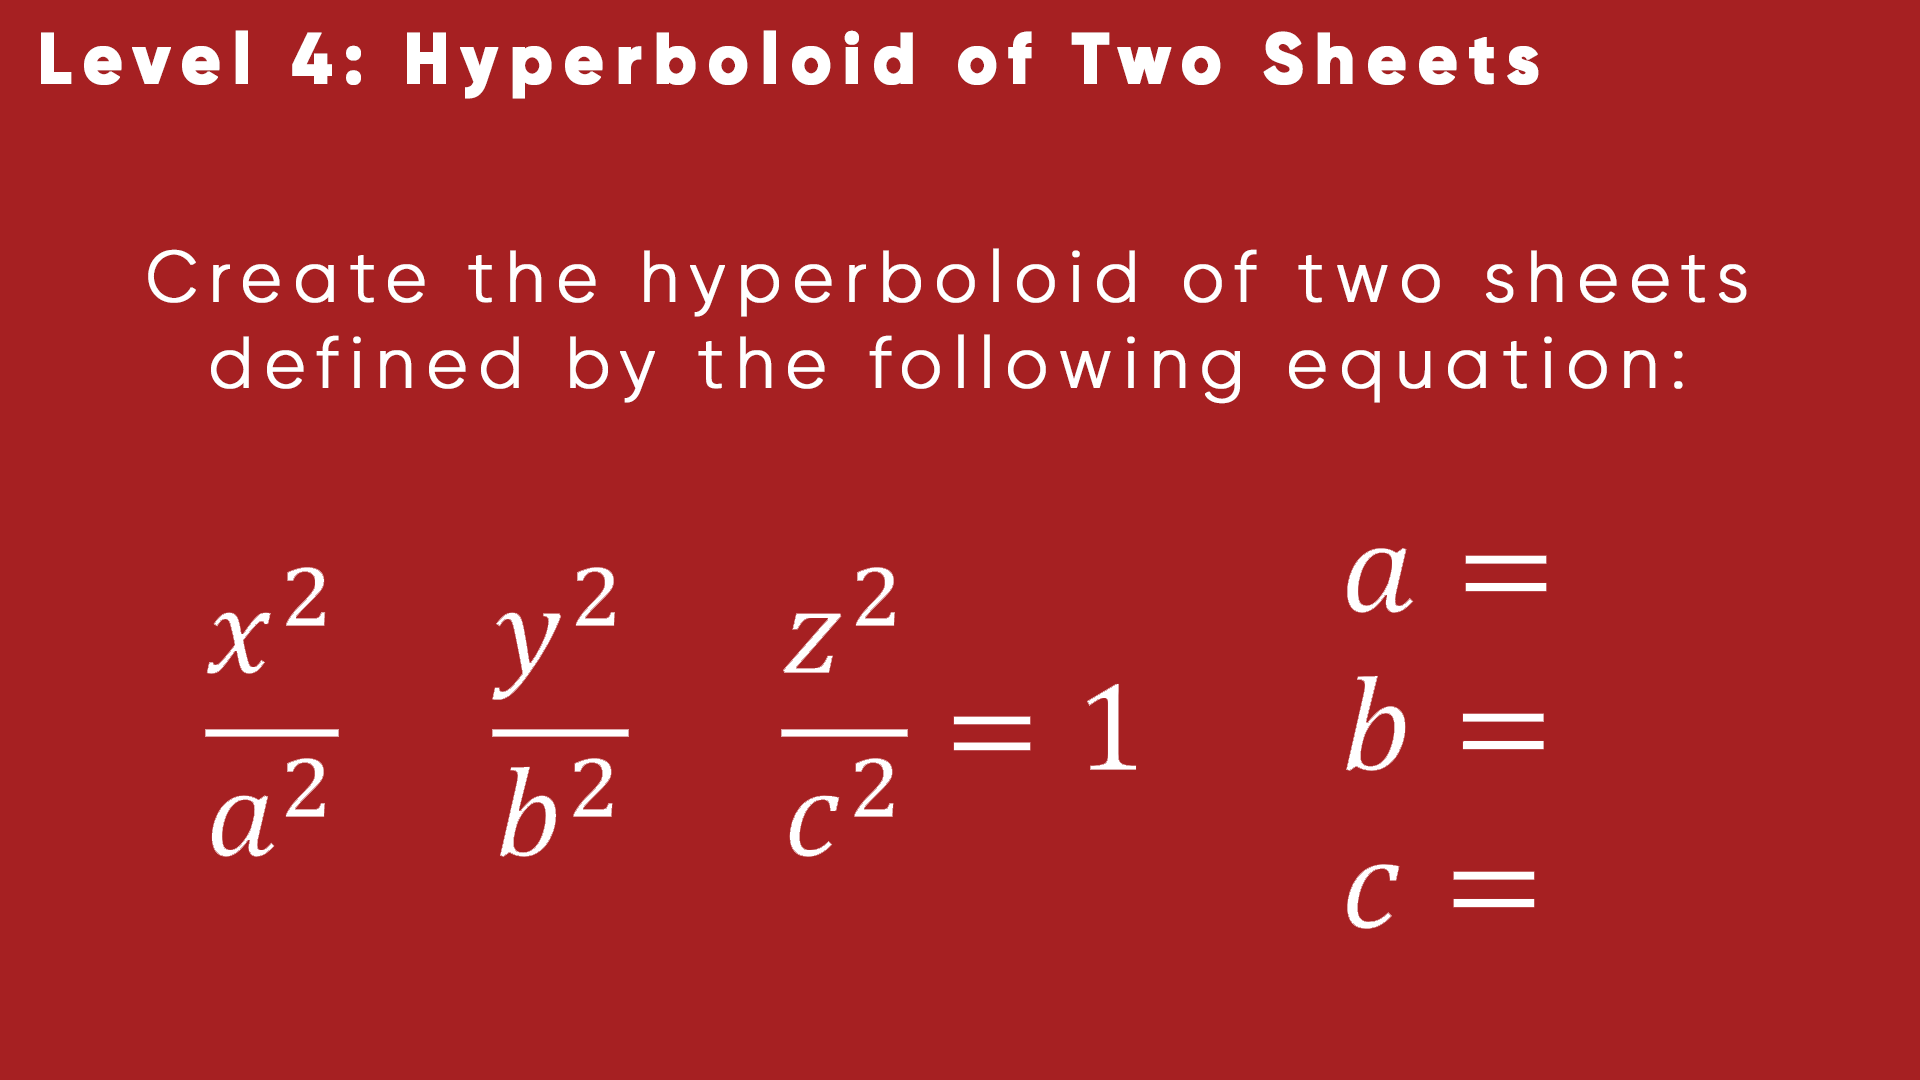 Level 4: Hyperboloid of Two Sheets
Create the hyperboloid of two sheets
defined by the following equation:
x²/a² y²/b² z²/c² = 1
a =
b =
c =